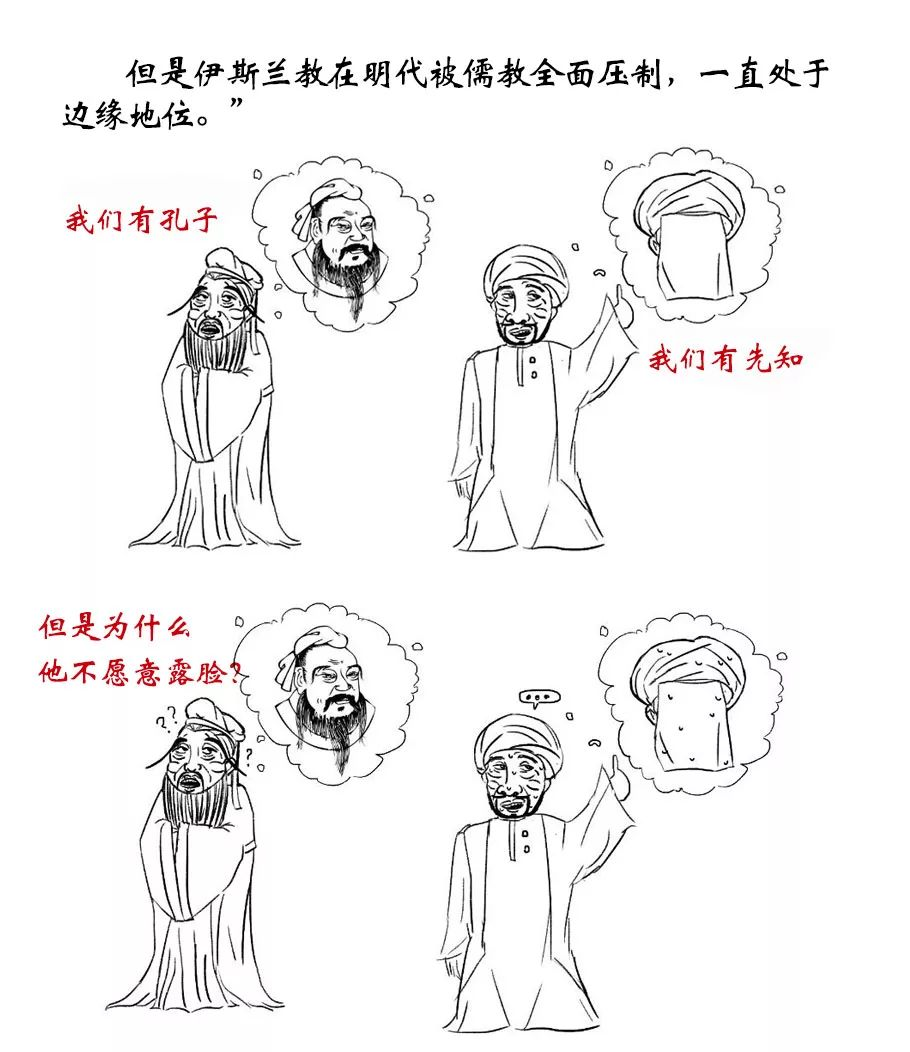 但是伊斯兰教在明代被儒教全面压制，一直处于
边缘地位。”
我们有孔子
我们有先知
但是为什么
他不愿意露脸？
??
?
...